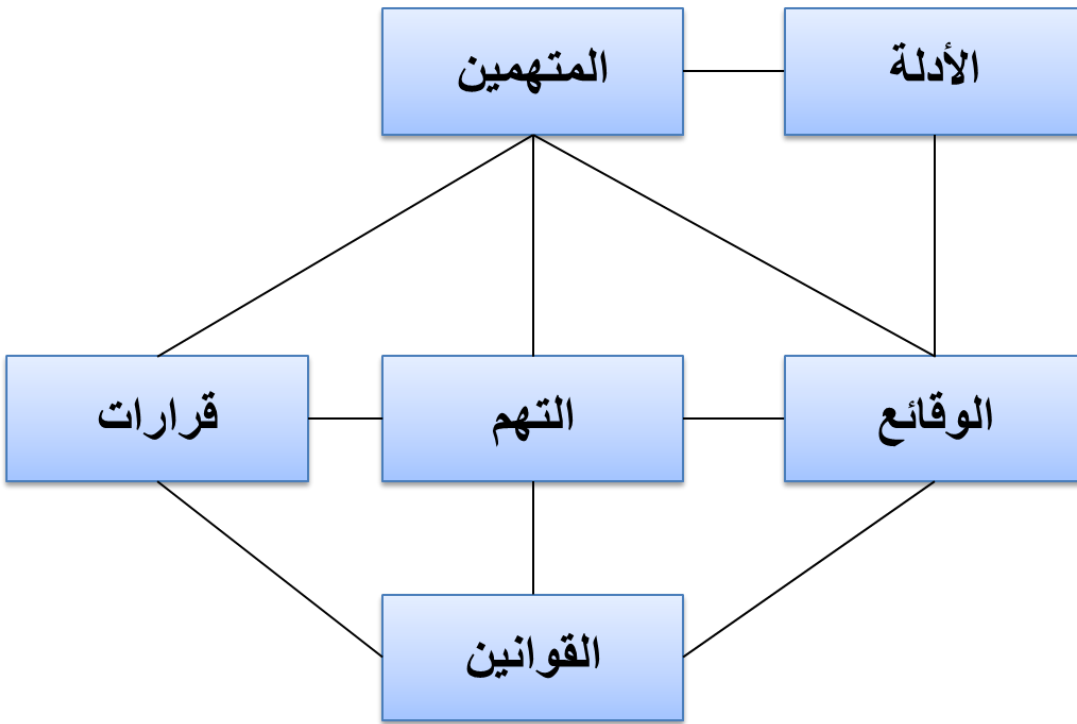 الأدلة
المتهمين
الوقائع
التهم
قرارات
القوانين